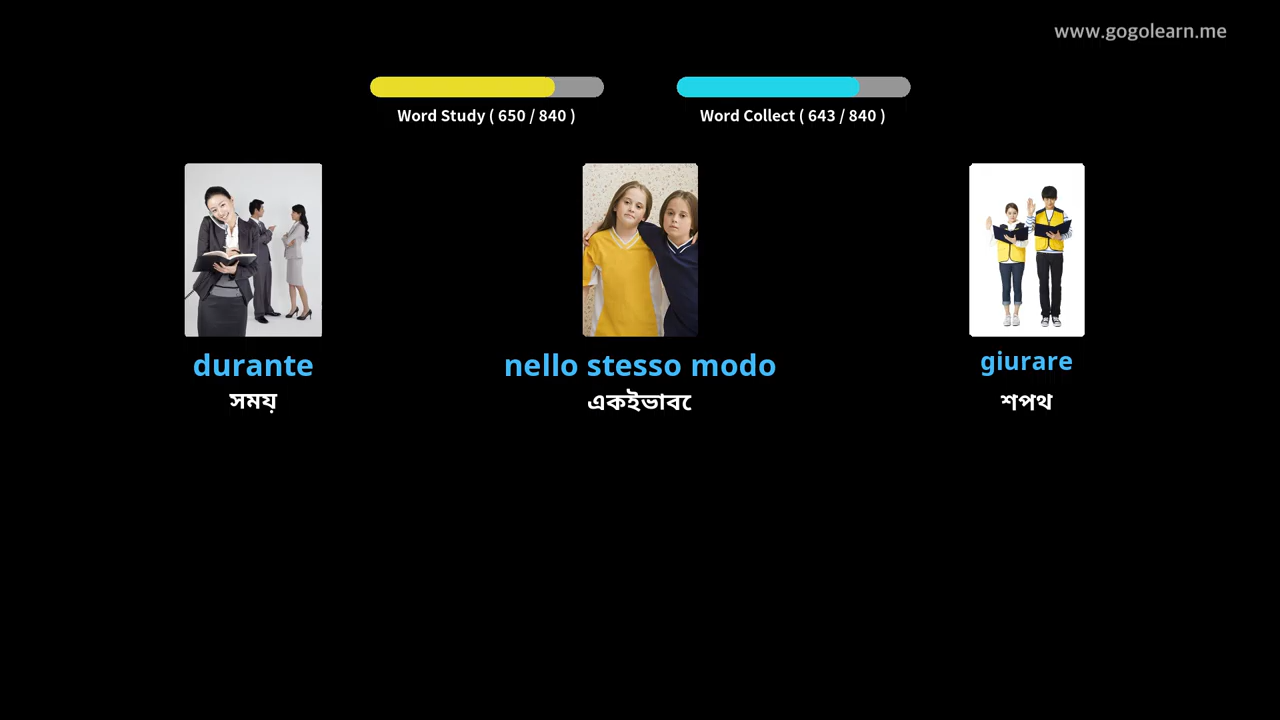 www.gogolearn.me
Word Study ( 650 / 840 )
Word Collect ( 643 / 840 )
durante
সময়
nello stesso modo
একইভাবে
giurare
শপথ